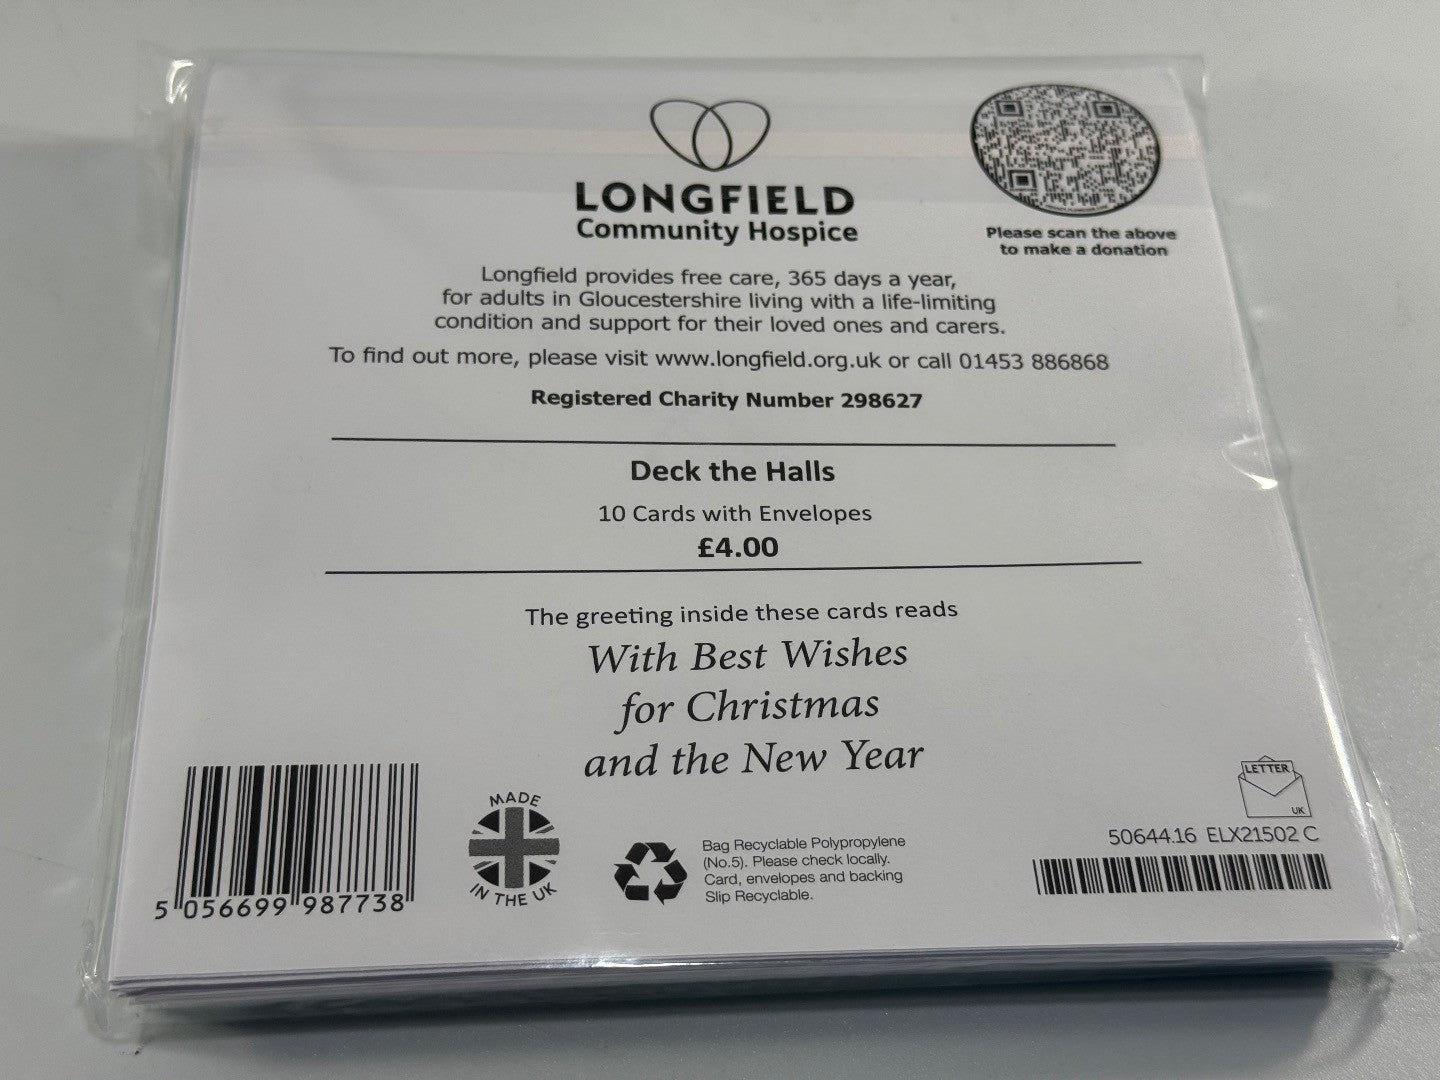 LONGFIELD
Community Hospice
Please scan the above
to make a donation
Longfield provides free care, 365 days a year,
for adults in Gloucestershire living with a life-limiting
condition and support for their loved ones and carers.
To find out more, please visit www.longfield.org.uk or call 01453 886868
Registered Charity Number 298627
Deck the Halls
10 Cards with Envelopes
£4.00
The greeting inside these cards reads
With Best Wishes
for Christmas
and the New Year
5 056699 987738
MADE
IN THE UK
Bag Recyclable Polypropylene
(No.5). Please check locally.
Card, envelopes and backing
Slip Recyclable.
LETTER
UK
50644.16 ELX21502 C